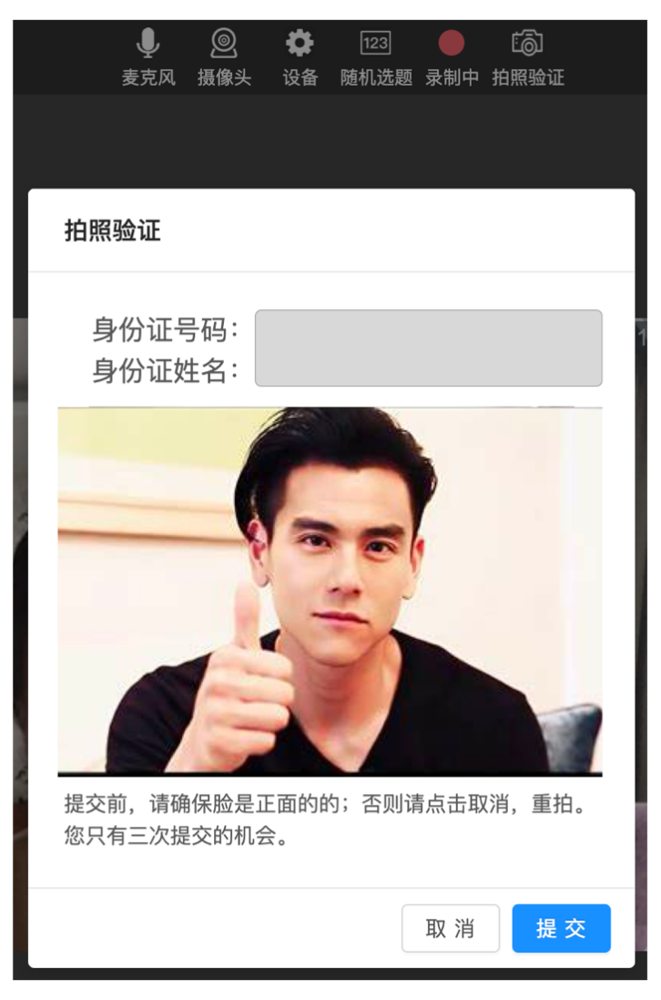 麦克风 摄像头 设备 123 随机选题 录制中 拍照验证
拍照验证
身份证号码：
身份证姓名：
1
提交前，请确保脸是正面的的；否则请点击取消，重拍。
您只有三次提交的机会。
取 消 提 交